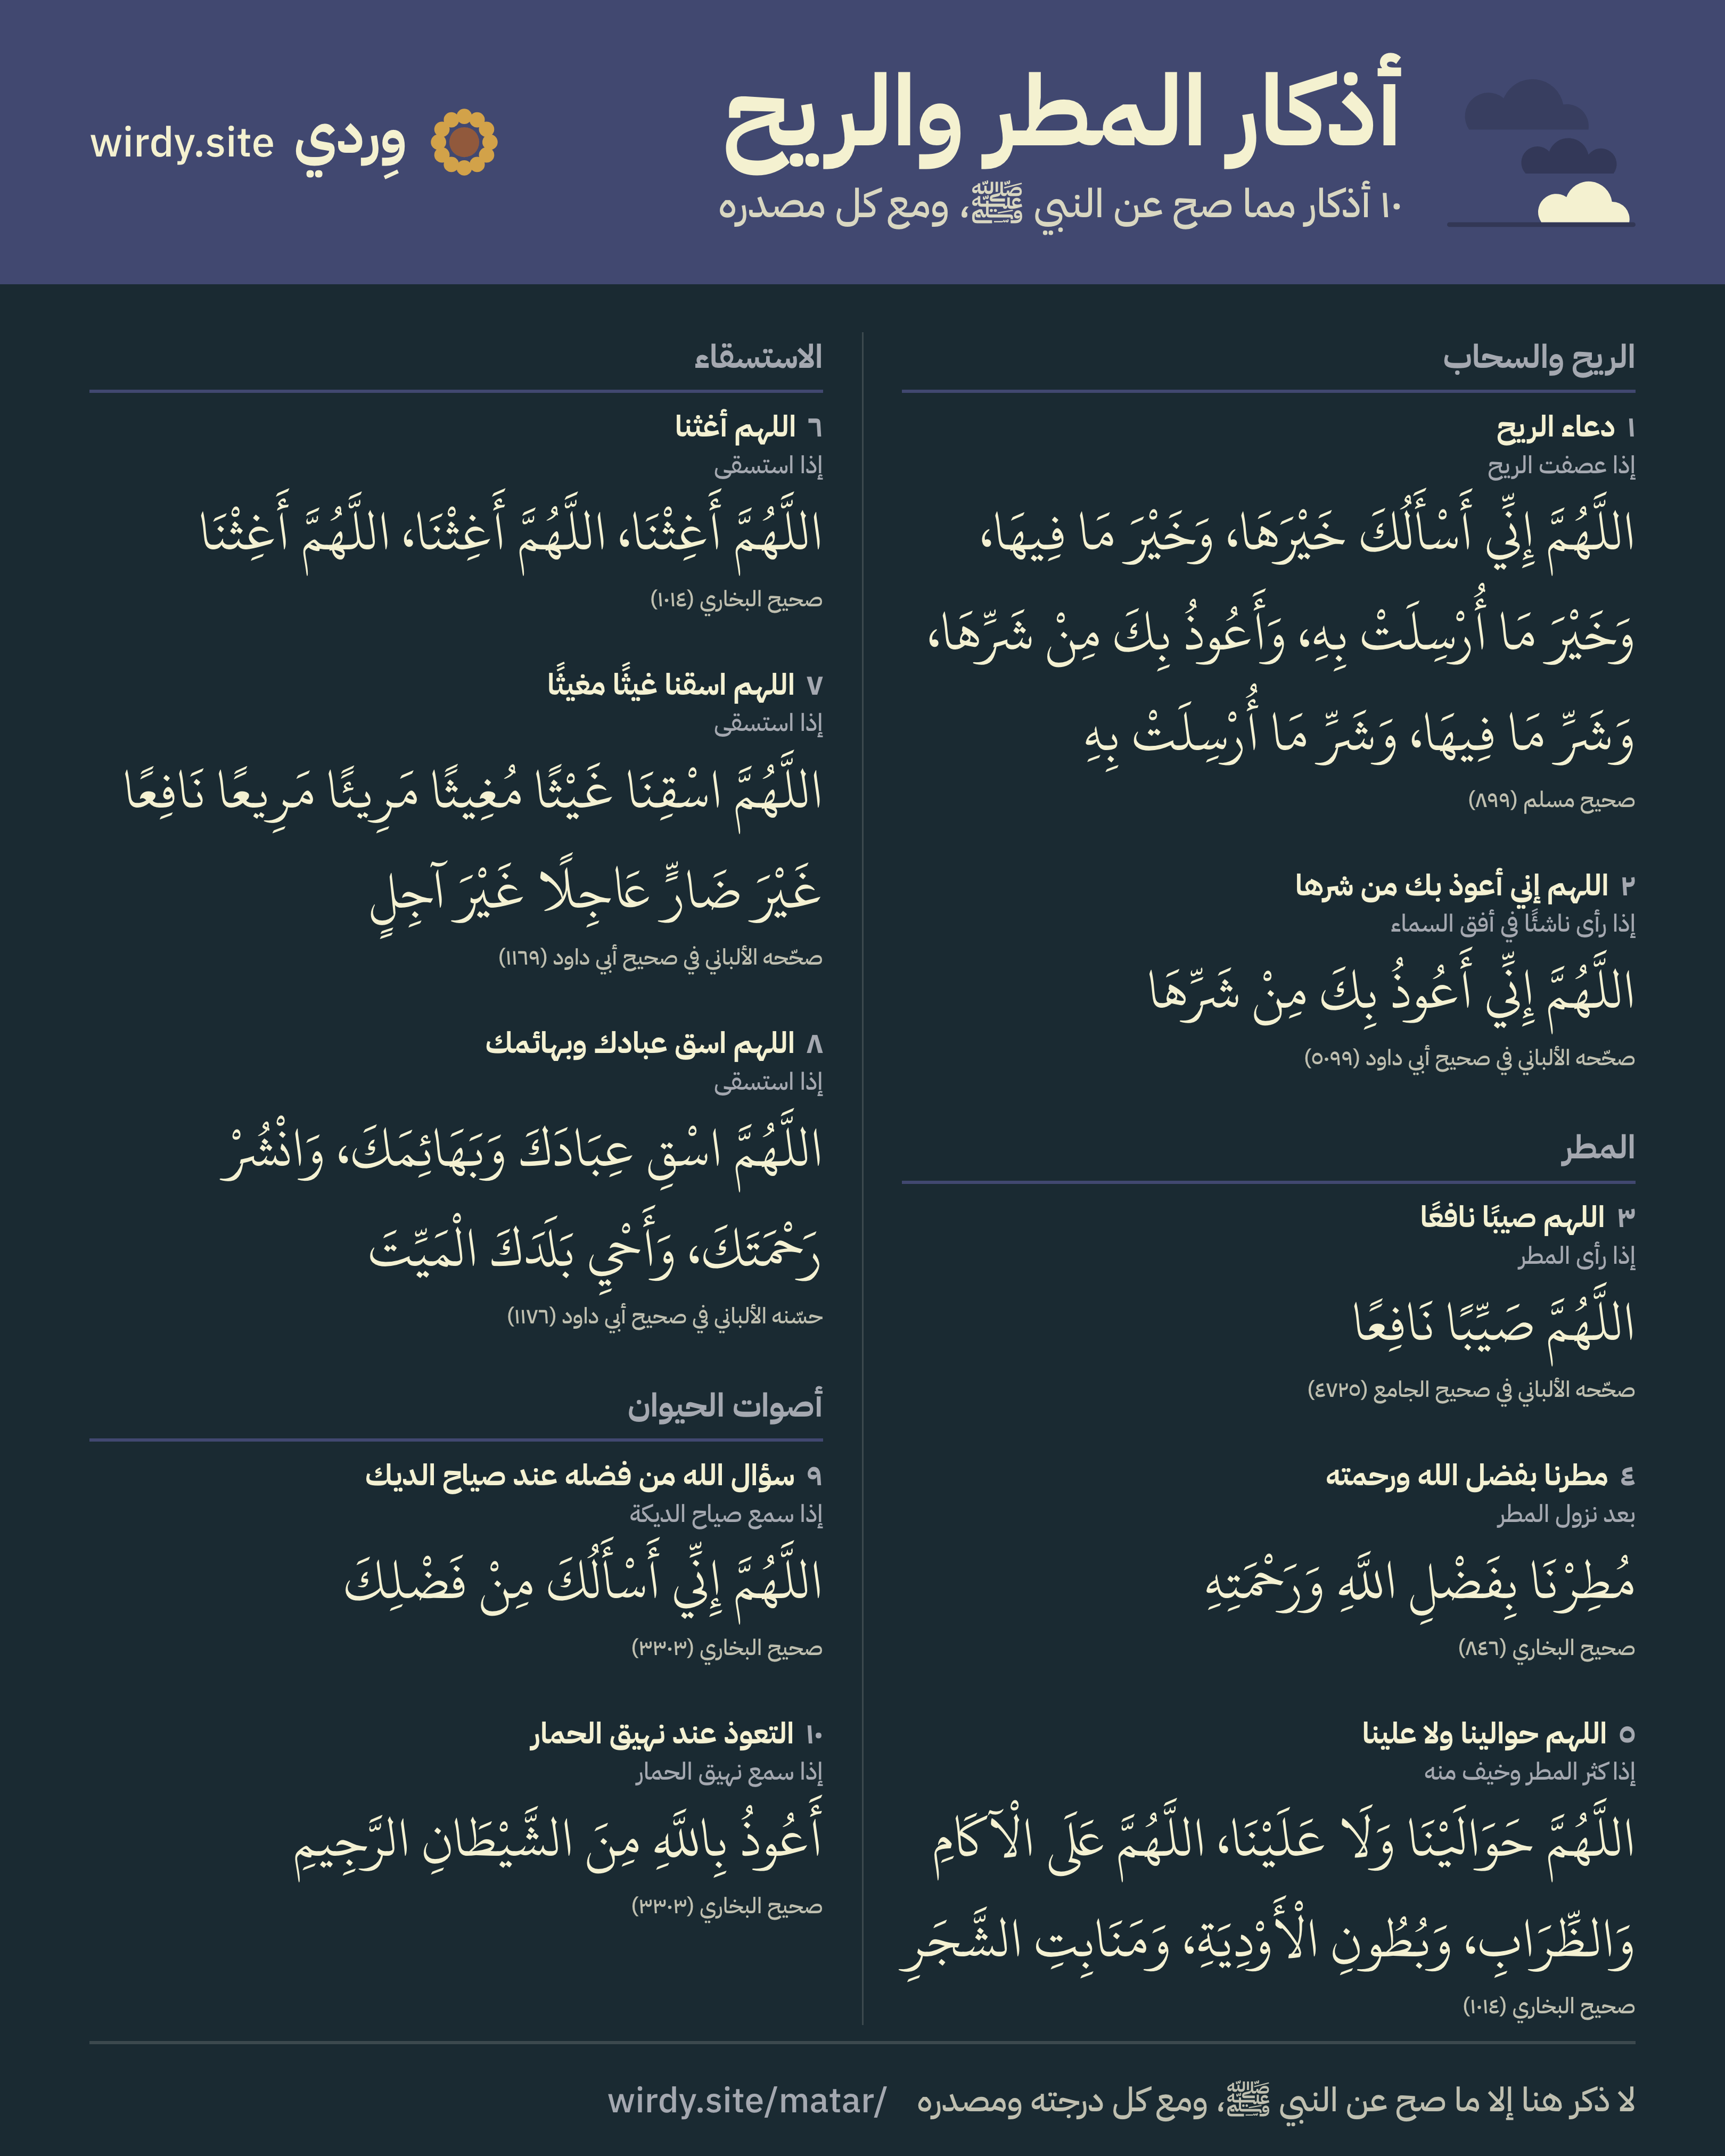 أذكار المطر والريح
١٠ أذكار مما صح عن النبي ﷺ، ومع كل مصدره
وِردي wirdy.site
الريح والسحاب
١ دعاء الريح
إذا عصفت الريح
اللَّهُمَّ إِنِّي أَسْأَلُكَ خَيْرَهَا، وَخَيْرَ مَا فِيهَا،
وَخَيْرَ مَا أُرْسِلَتْ بِهِ، وَأَعُوذُ بِكَ مِنْ شَرِّهَا،
وَشَرِّ مَا فِيهَا، وَشَرِّ مَا أُرْسِلَتْ بِهِ
صحيح مسلم (٨٩٩)
٢ اللهم إني أعوذ بك من شرها
إذا رأى ناشئًا في أفق السماء
اللَّهُمَّ إِنِّي أَعُوذُ بِكَ مِنْ شَرِّهَا
صحّحه الألباني في صحيح أبي داود (٥٠٩٩)
المطر
٣ اللهم صيبًا نافعًا
إذا رأى المطر
اللَّهُمَّ صَيِّبًا نَافِعًا
صحّحه الألباني في صحيح الجامع (٤٧٢٥)
٤ مطرنا بفضل الله ورحمته
بعد نزول المطر
مُطِرْنَا بِفَضْلِ اللَّهِ وَرَحْمَتِهِ
صحيح البخاري (٨٤٦)
٥ اللهم حوالينا ولا علينا
إذا كثر المطر وخيف منه
اللَّهُمَّ حَوَالَيْنَا وَلَا عَلَيْنَا، اللَّهُمَّ عَلَى الْآكَامِ
وَالظِّرَابِ، وَبُطُونِ الْأَوْدِيَةِ، وَمَنَابِتِ الشَّجَرِ
صحيح البخاري (١٠١٤)
الاستسقاء
٦ اللهم أغثنا
إذا استسقى
اللَّهُمَّ أَغِثْنَا، اللَّهُمَّ أَغِثْنَا، اللَّهُمَّ أَغِثْنَا
صحيح البخاري (١٠١٤)
٧ اللهم اسقنا غيثًا مغيثًا
إذا استسقى
اللَّهُمَّ اسْقِنَا غَيْثًا مُغِيثًا مَرِيئًا مَرِيعًا نَافِعًا
غَيْرَ ضَارٍّ عَاجِلًا غَيْرَ آجِلٍ
صحّحه الألباني في صحيح أبي داود (١١٦٩)
٨ اللهم اسق عبادك وبهائمك
إذا استسقى
اللَّهُمَّ اسْقِ عِبَادَكَ وَبَهَائِمَكَ، وَانْشُرْ
رَحْمَتَكَ، وَأَحْيِ بَلَدَكَ الْمَيِّتَ
حسّنه الألباني في صحيح أبي داود (١١٧٦)
أصوات الحيوان
٩ سؤال الله من فضله عند صياح الديك
إذا سمع صياح الديكة
اللَّهُمَّ إِنِّي أَسْأَلُكَ مِنْ فَضْلِكَ
صحيح البخاري (٣٣٠٣)
١٠ التعوذ عند نهيق الحمار
إذا سمع نهيق الحمار
أَعُوذُ بِاللَّهِ مِنَ الشَّيْطَانِ الرَّجِيمِ
صحيح البخاري (٣٣٠٣)
لا ذكر هنا إلا ما صح عن النبي ﷺ، ومع كل درجته ومصدره wirdy.site/matar/